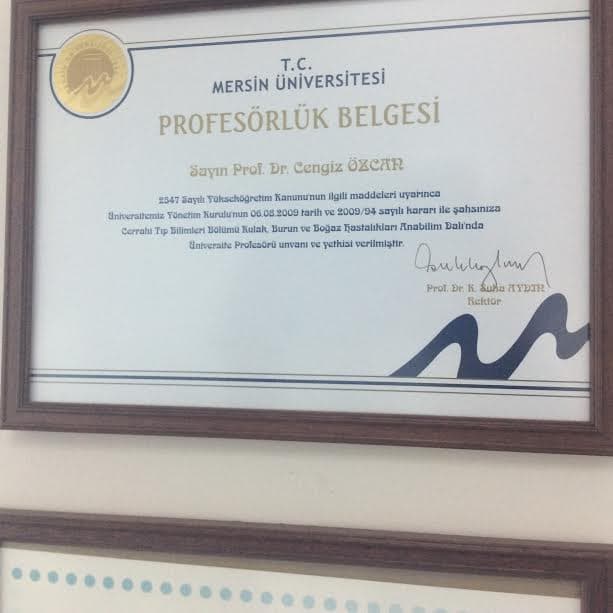 T.C.
MERSİN ÜNİVERSİTESİ
PROFESÖRLÜK BELGESİ
Sayın Prof. Dr. Cengiz ÖZCAN
2547 Sayılı Yükseköğretim Kanunu'nun ilgili maddeleri uyarınca
Üniversitemiz Yönetim Kurulu'nun 06.08.2009 tarih ve 2009/94 sayılı kararı ile şahsınıza
Cerrahi Tıp Bilimleri Bölümü Kulak, Burun ve Boğaz Hastalıkları Anabilim Dalı'nda
Üniversite Profesörü unvanı ve yetkisi verilmiştir.
Prof. Dr. K. Suha AYDIN
Rektör